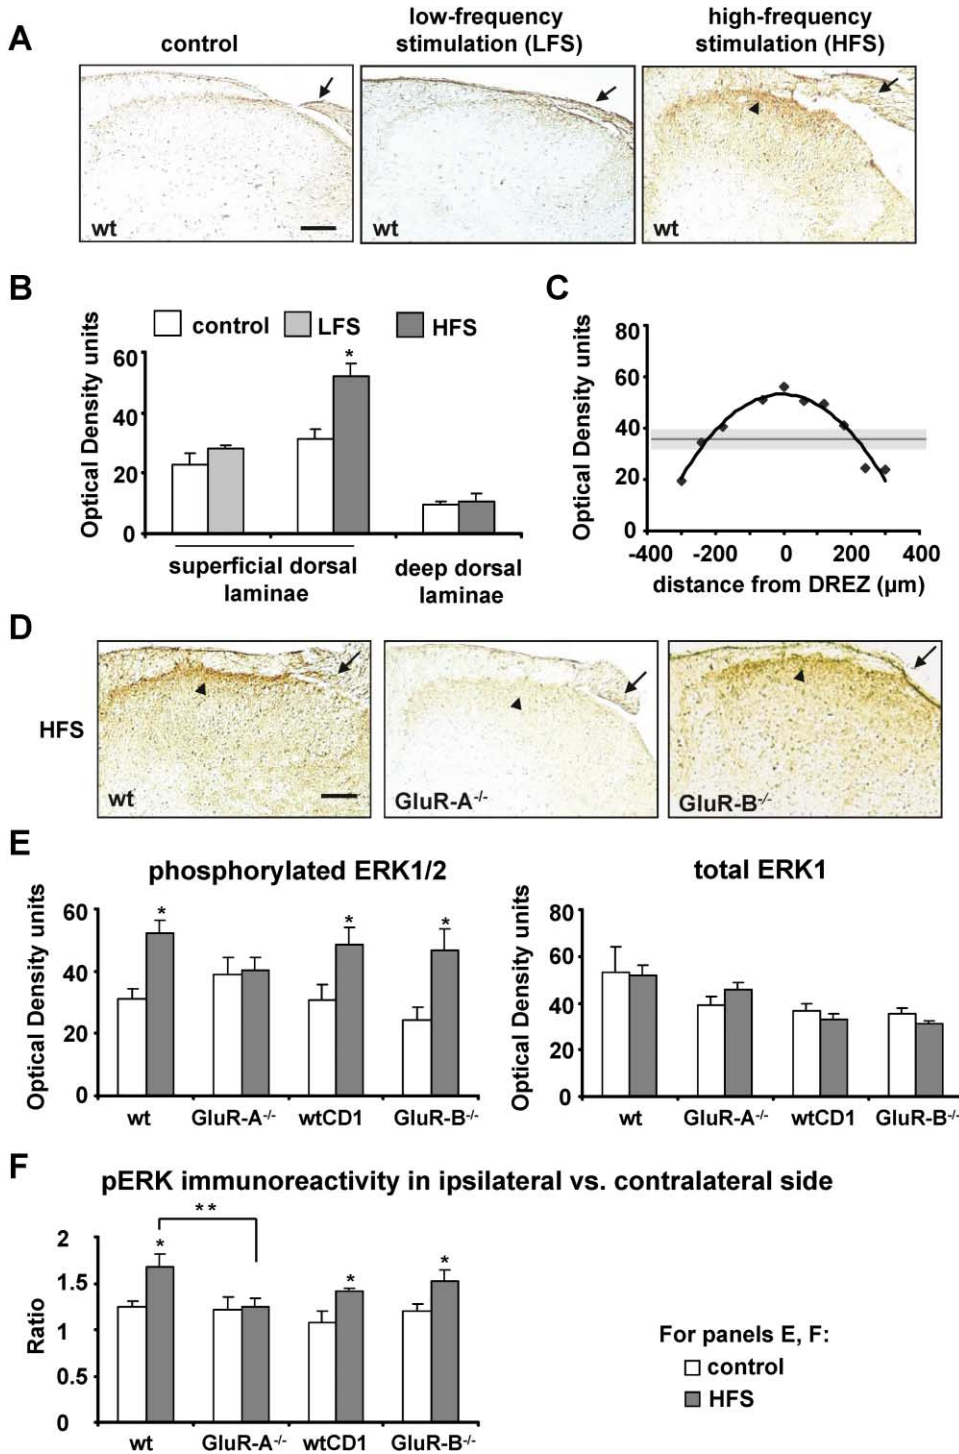 A
control
low-frequency
stimulation (LFS)
high-frequency
stimulation (HFS)
wt
wt
wt
B
control
LFS
HFS
Optical Density units
60
40
20
0
*
superficial dorsal
laminae
deep dorsal
laminae
C
Optical Density units
80
60
40
20
0
-400 -200 0 200 400
distance from DREZ (µm)
D
HFS
wt
GluR-A-/-
GluR-B-/-
E
phosphorylated ERK1/2
Optical Density units
60
40
20
0
*
*
*
wt GluR-A-/- wtCD1 GluR-B-/-
total ERK1
Optical Density units
80
60
40
20
0
wt GluR-A-/- wtCD1 GluR-B-/-
F
pERK immunoreactivity in ipsilateral vs. contralateral side
Ratio
2
1.5
1
0.5
0
**
*
*
*
wt GluR-A-/- wtCD1 GluR-B-/-
For panels E, F:
control
HFS